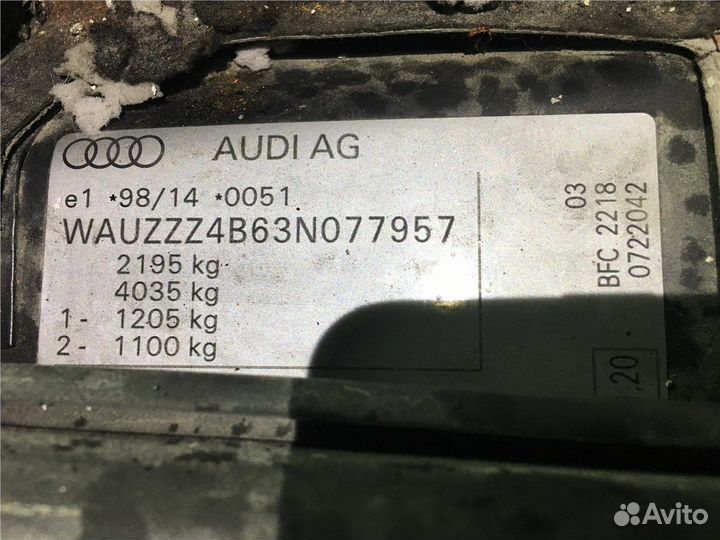 AUDI AG
e1 *98/14 *0051
WAUZZZ4B63N077957
2195 kg
4035 kg
1- 1205 kg
2- 1100 kg
03
BFC 2218
0722042
,20
Avito